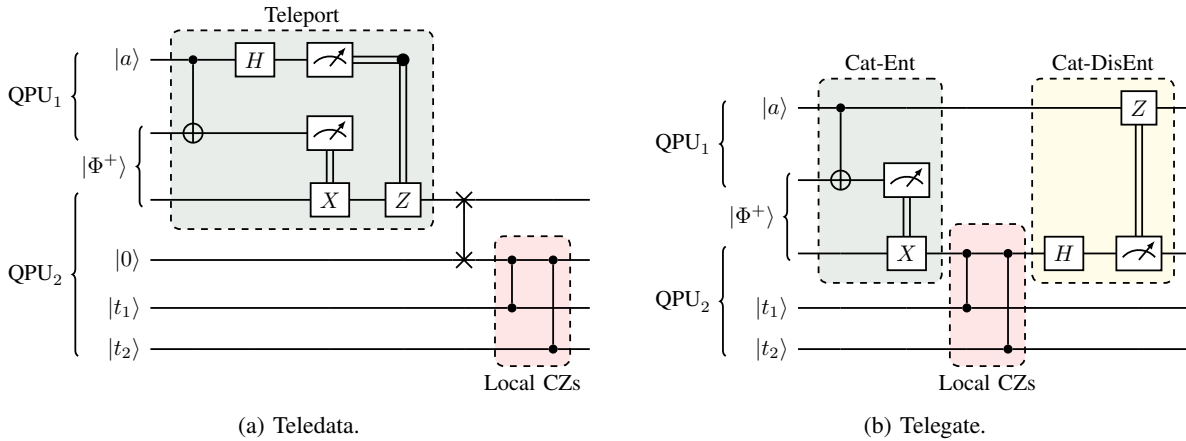 Teleport
QPU₁
|a⟩
H
|Φ⁺⟩
X
Z
QPU₂
|0⟩
|t₁⟩
|t₂⟩
Local CZs
(a) Teledata.
Cat-Ent
Cat-DisEnt
QPU₁
|a⟩
Z
|Φ⁺⟩
X
H
QPU₂
|t₁⟩
|t₂⟩
Local CZs
(b) Telegate.